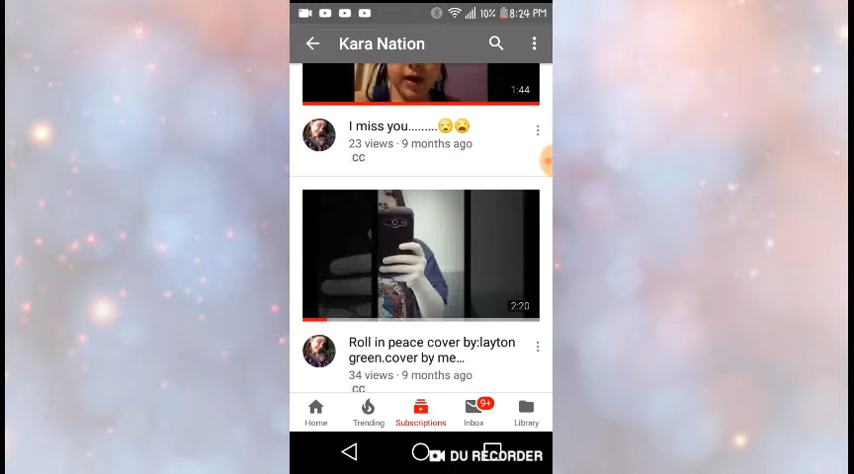 10% 8:24 PM
Kara Nation
1:44
I miss you.........😌😫
23 views · 9 months ago
CC
2:20
Roll in peace cover by:layton
green.cover by me...
34 views · 9 months ago
CC
9+
Home Trending Subscriptions Inbox Library
DU RECORDER